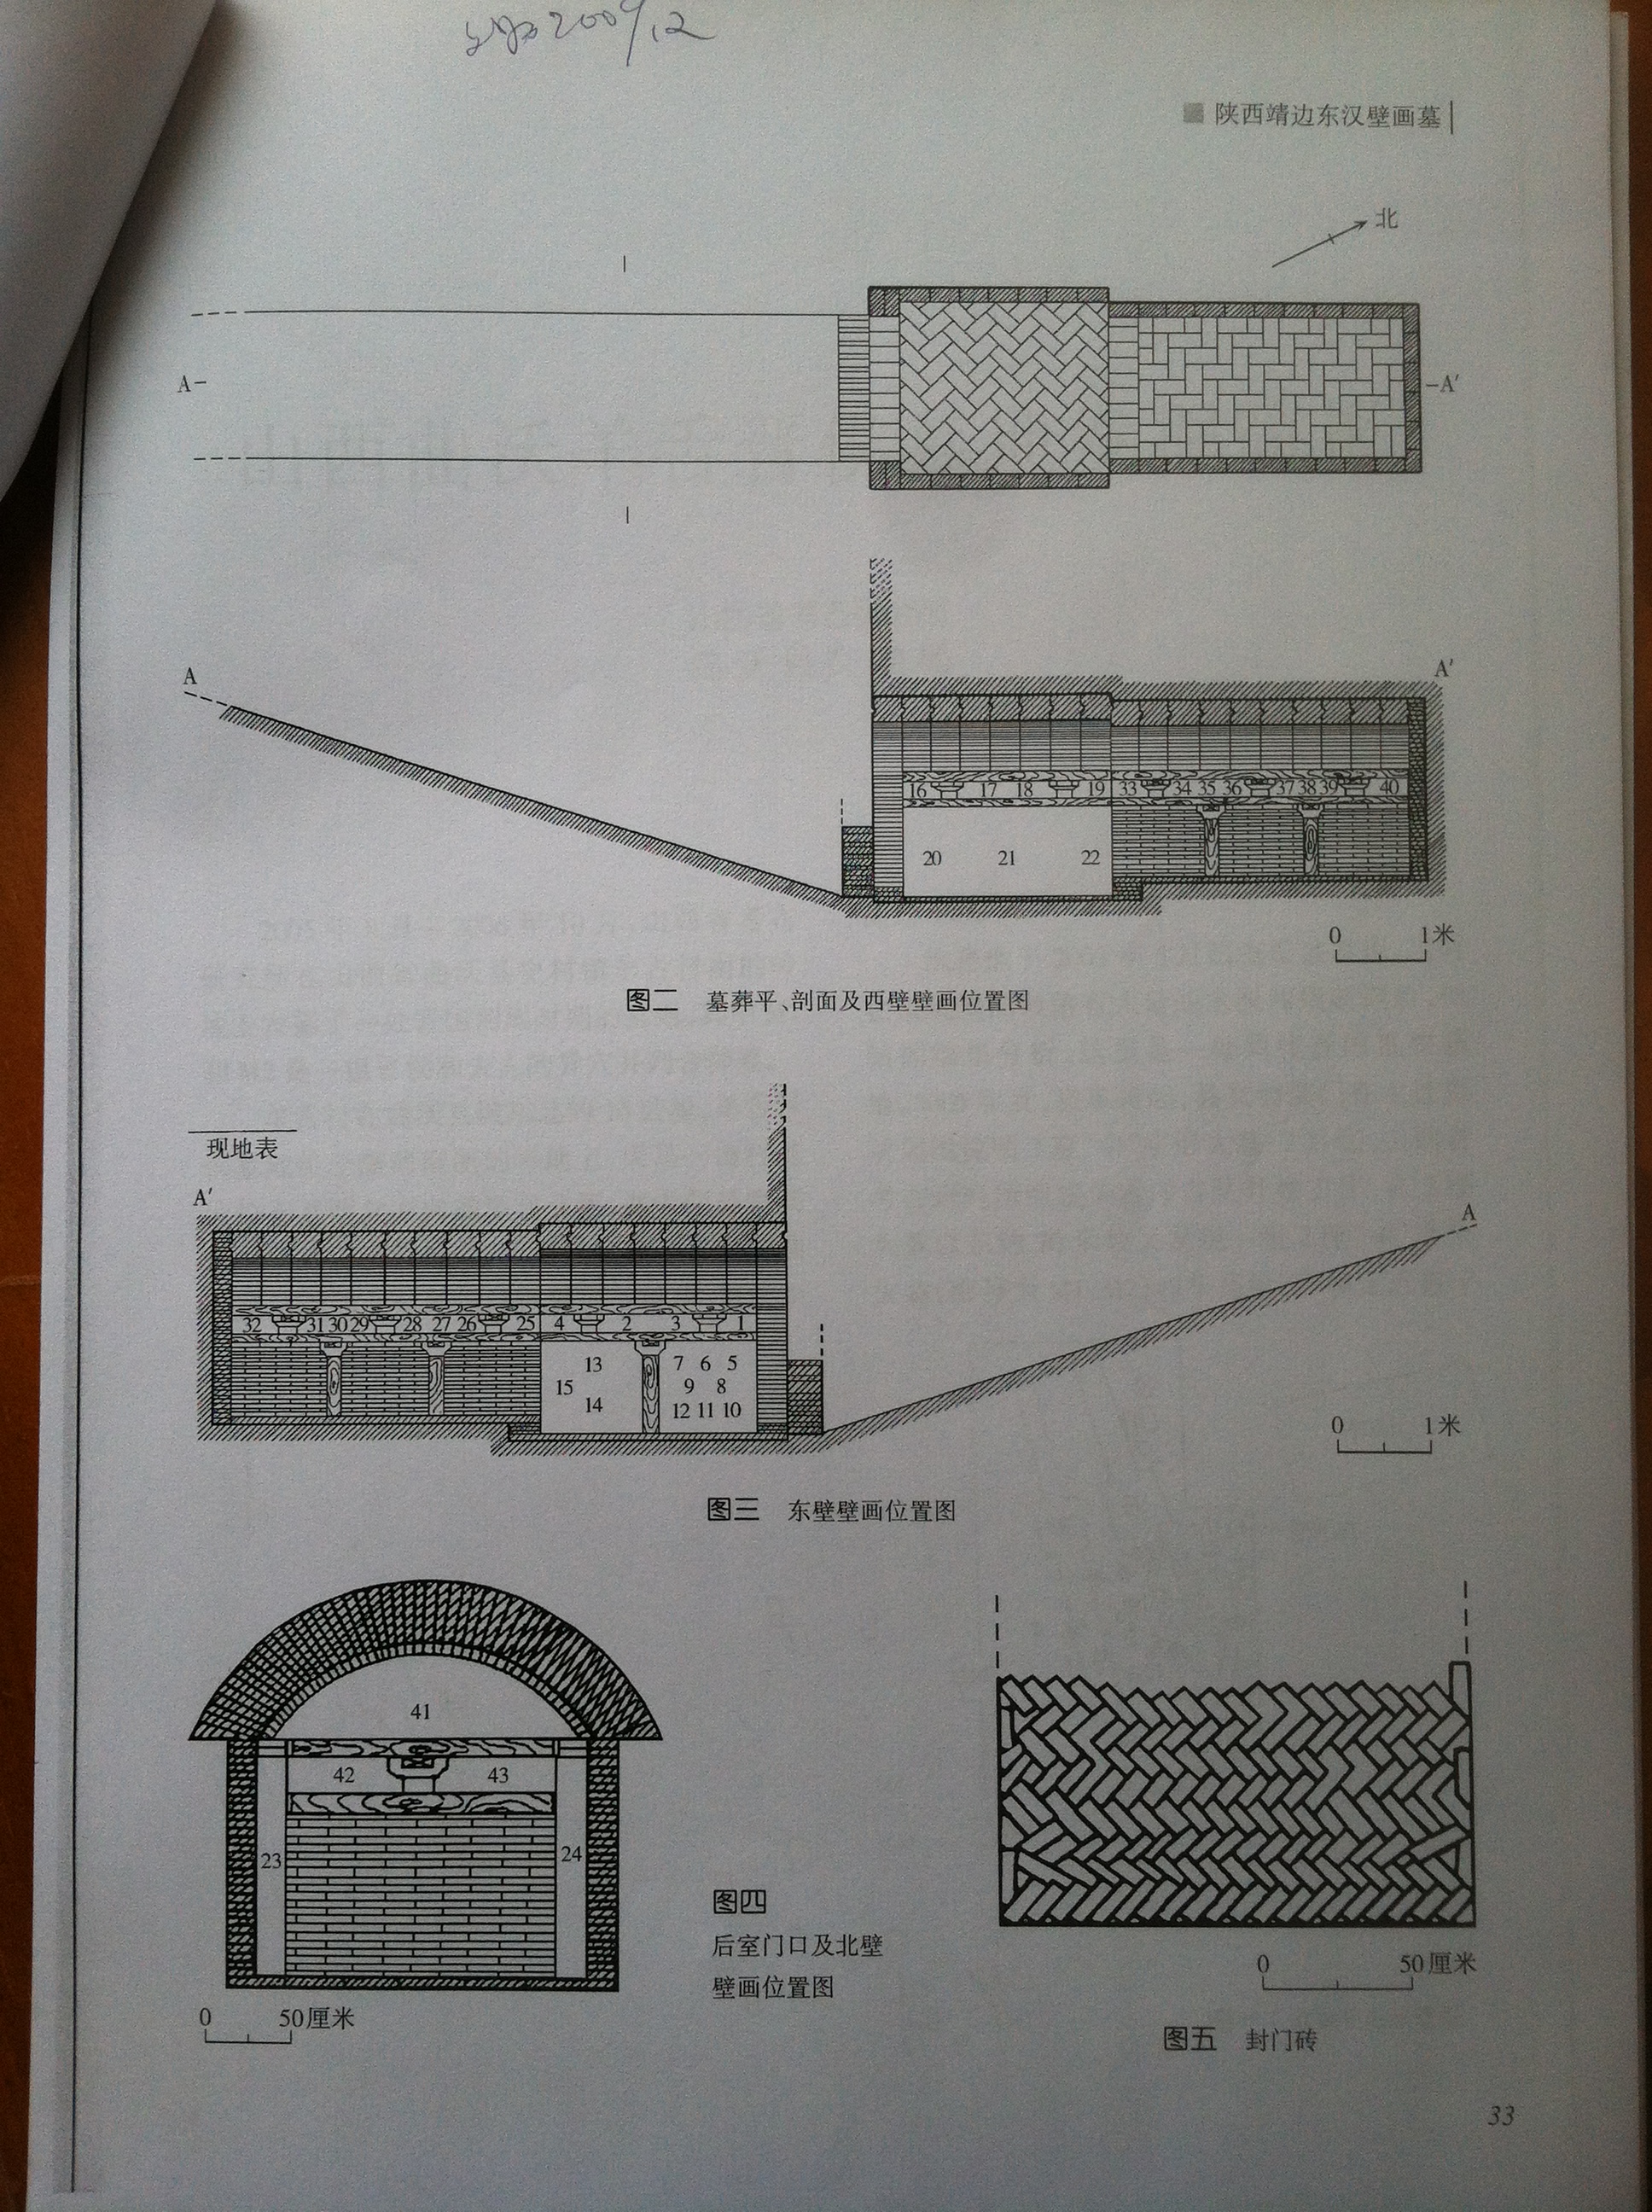 2009/12
陕西靖边东汉壁画墓
北
A
A'
A
A'
16 17 18 19 33 34 35 36 37 38 39 40
20 21 22
0 1米
图二 墓葬平、剖面及西壁壁画位置图
现地表
A'
A
32 31 30 29 28 27 26 25 4 2 3 1
13 7 6 5
15 9 8
14 12 11 10
0 1米
图三 东壁壁画位置图
41
42 43
23 24
0 50厘米
图四
后室门口及北壁
壁画位置图
0 50厘米
图五 封门砖
33